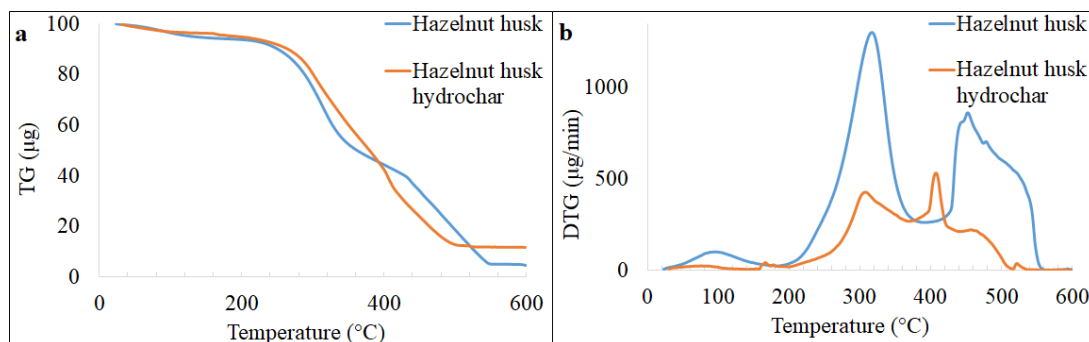 a
Hazelnut husk
Hazelnut husk
hydrochar
TG (µg)
100
80
60
40
20
0
0
200
400
600
Temperature (°C)
b
Hazelnut husk
Hazelnut husk
hydrochar
DTG (µg/min)
1000
500
0
0
100
200
300
400
500
600
Temperature (°C)